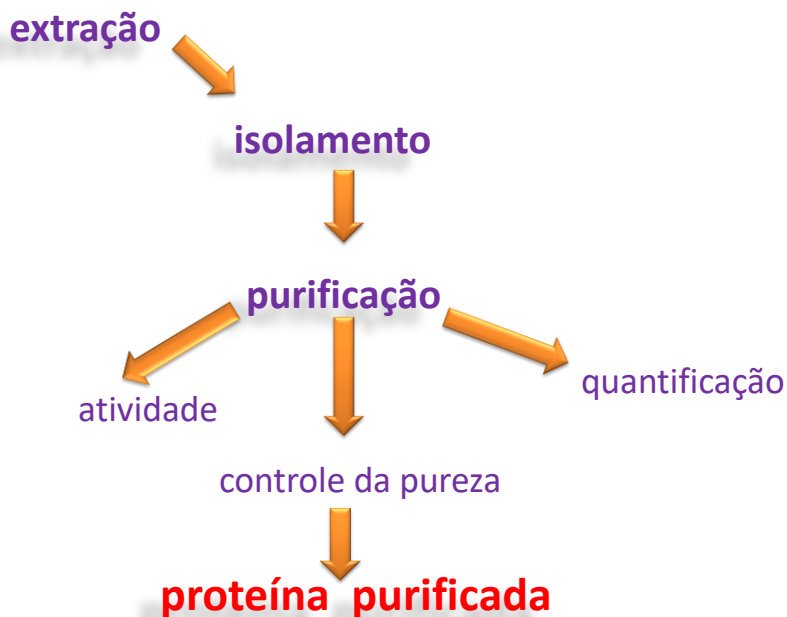 extração
isolamento
purificação
atividade
quantificação
controle da pureza
proteína purificada